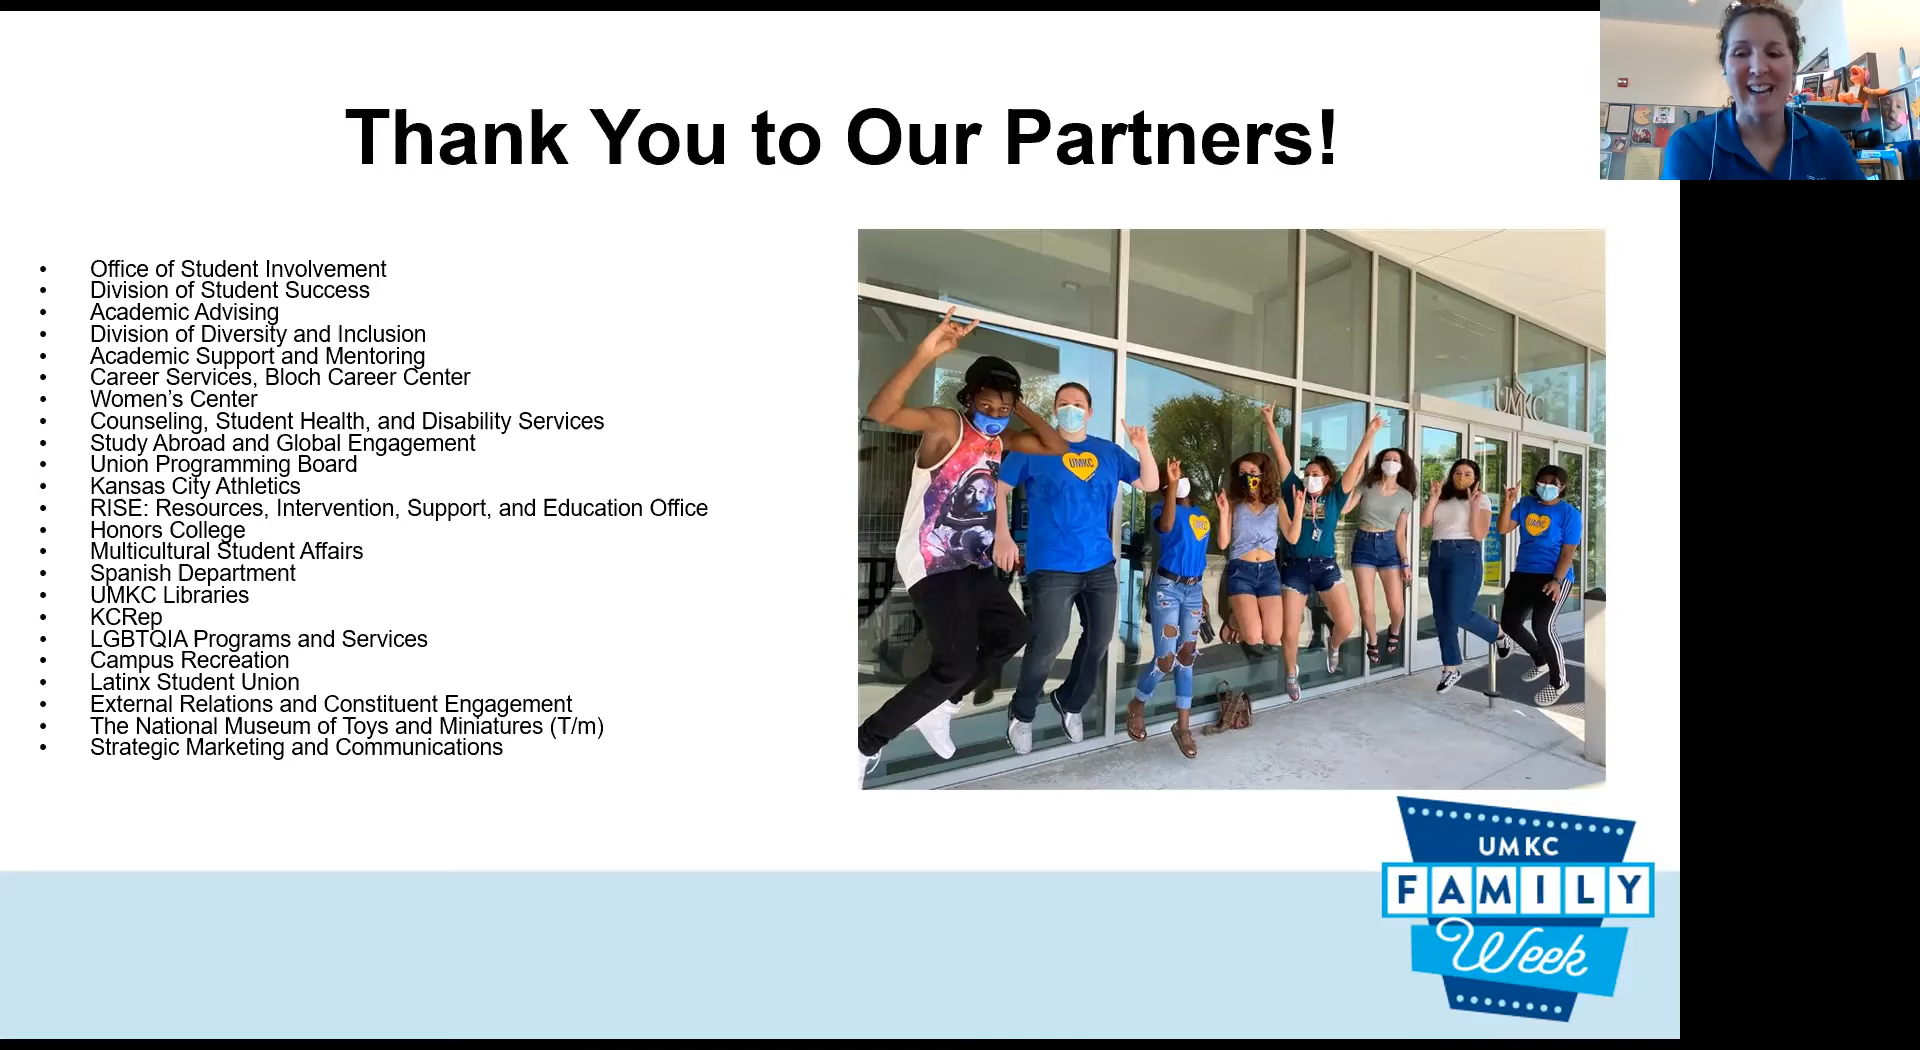 Thank You to Our Partners!
• Office of Student Involvement
• Division of Student Success
• Academic Advising
• Division of Diversity and Inclusion
• Academic Support and Mentoring
• Career Services, Bloch Career Center
• Women's Center
• Counseling, Student Health, and Disability Services
• Study Abroad and Global Engagement
• Union Programming Board
• Kansas City Athletics
• RISE: Resources, Intervention, Support, and Education Office
• Honors College
• Multicultural Student Affairs
• Spanish Department
• UMKC Libraries
• KCRep
• LGBTQIA Programs and Services
• Campus Recreation
• Latinx Student Union
• External Relations and Constituent Engagement
• The National Museum of Toys and Miniatures (T/m)
• Strategic Marketing and Communications
UMKC
UMKC
UMKC
UMKC
UMKC
FAMILY
Week